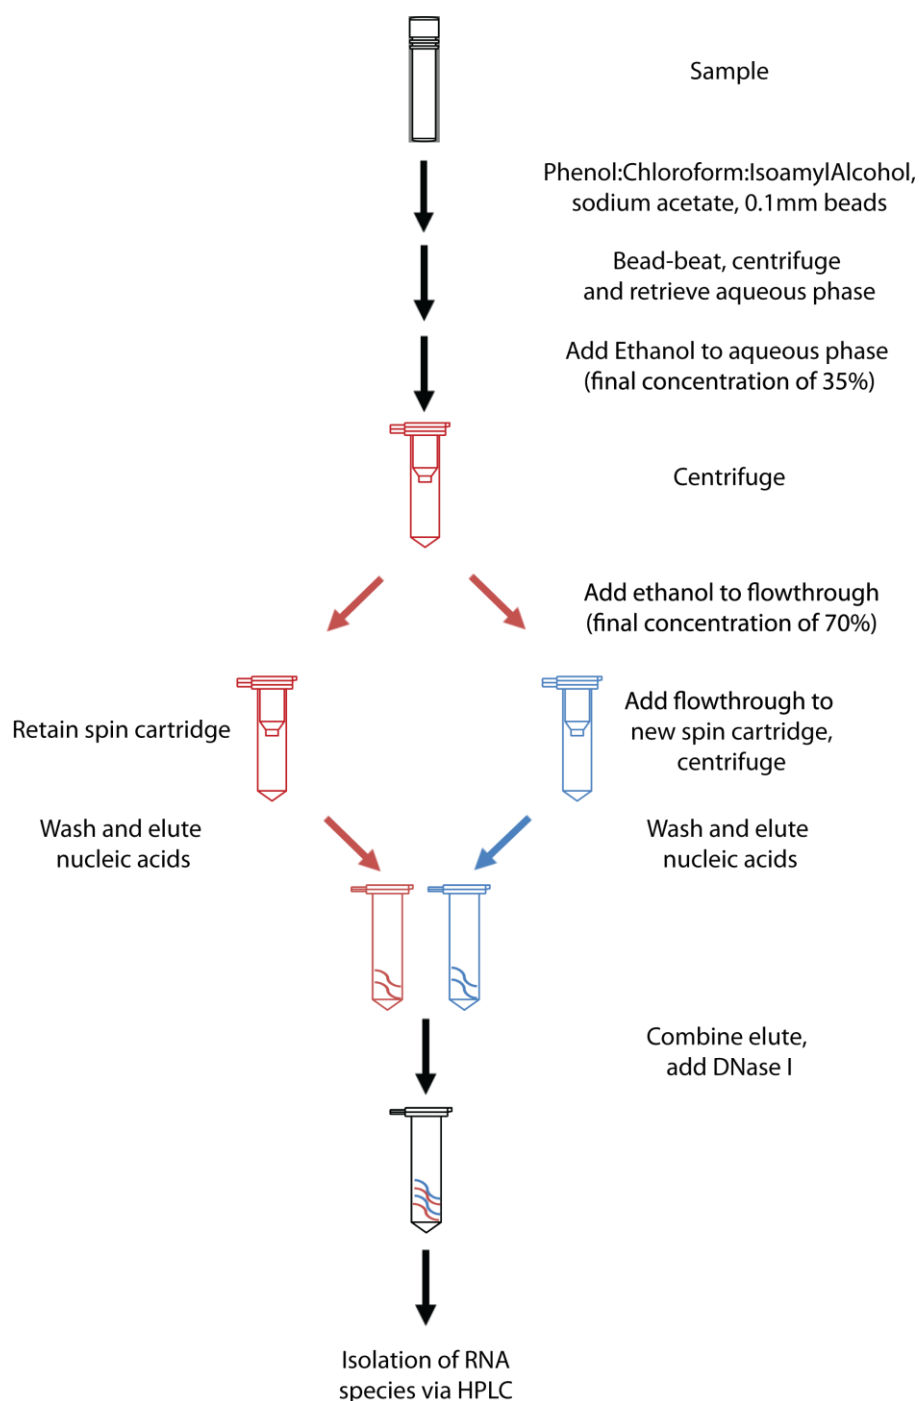 Sample
Phenol:Chloroform:IsoamylAlcohol,
sodium acetate, 0.1mm beads
Bead-beat, centrifuge
and retrieve aqueous phase
Add Ethanol to aqueous phase
(final concentration of 35%)
Centrifuge
Add ethanol to flowthrough
(final concentration of 70%)
Retain spin cartridge
Add flowthrough to
new spin cartridge,
centrifuge
Wash and elute
nucleic acids
Wash and elute
nucleic acids
Combine elute,
add DNase I
Isolation of RNA
species via HPLC